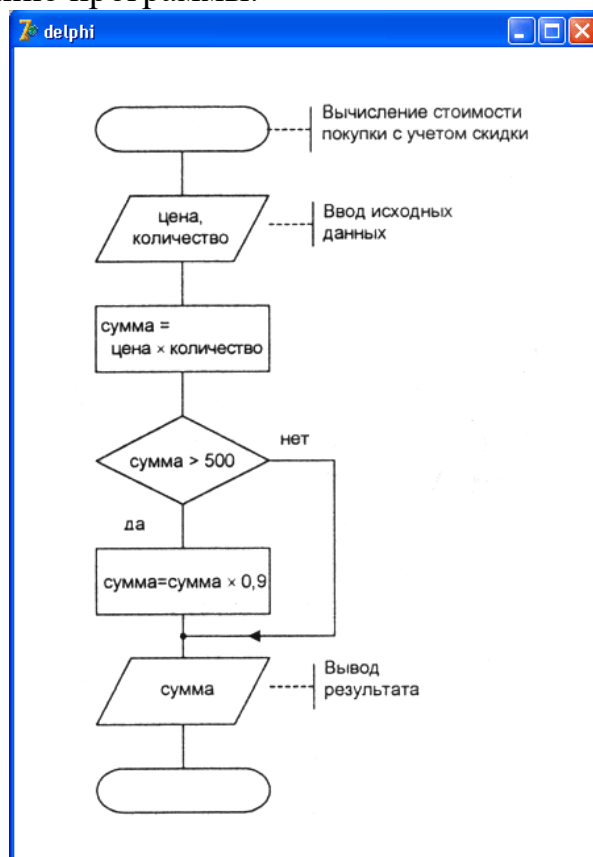 программы.
delphi
Вычисление стоимости
покупки с учетом скидки
цена,
количество
Ввод исходных
данных
сумма =
цена × количество
сумма > 500
нет
да
сумма=сумма × 0,9
сумма
Вывод
результата